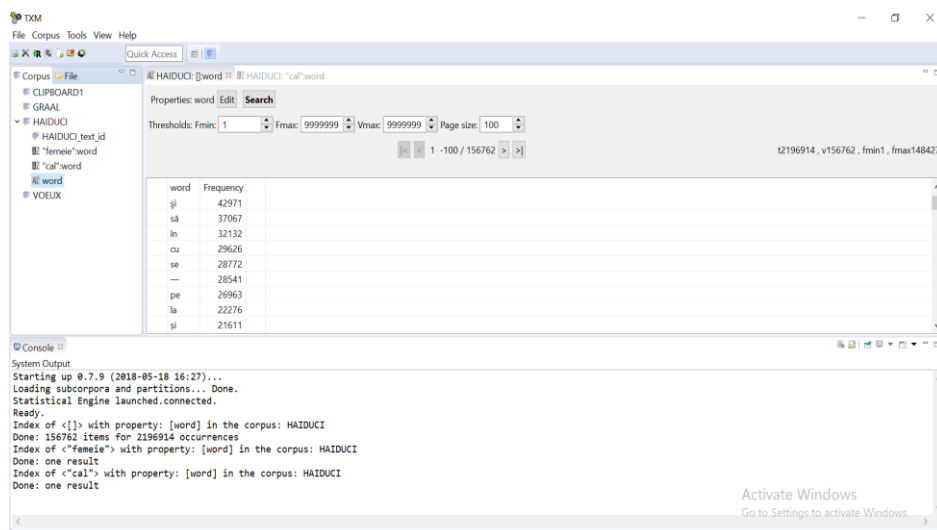 TXM
File Corpus Tools View Help
Quick Access
Corpus File
CLIPBOARD1
GRAAL
HAIDUCI
HAIDUCI_text_id
"femeie":word
"cal":word
word
VOEUX
HAIDUCI: []:word HAIDUCI: "cal":word
Properties: word Edit Search
Thresholds: Fmin: 1 Fmax: 9999999 Vmax: 9999999 Page size: 100
|< < 1 -100 / 156762 > >| t2196914 , v156762 , fmin1 , fmax148427
word Frequency
şi 42971
să 37067
în 32132
cu 29626
se 28772
— 28541
pe 26963
la 22276
și 21611
Console
System Output
Starting up 0.7.9 (2018-05-18 16:27)...
Loading subcorpora and partitions... Done.
Statistical Engine launched.connected.
Ready.
Index of <[]> with property: [word] in the corpus: HAIDUCI
Done: 156762 items for 2196914 occurrences
Index of <"femeie"> with property: [word] in the corpus: HAIDUCI
Done: one result
Index of <"cal"> with property: [word] in the corpus: HAIDUCI
Done: one result
Activate Windows
Go to Settings to activate Windows.